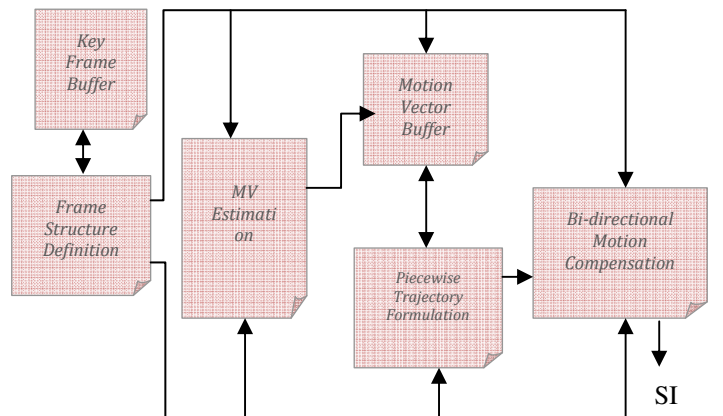 Key
Frame
Buffer
Frame
Structure
Definition
MV
Estimati
on
Motion
Vector
Buffer
Piecewise
Trajectory
Formulation
Bi-directional
Motion
Compensation
SI